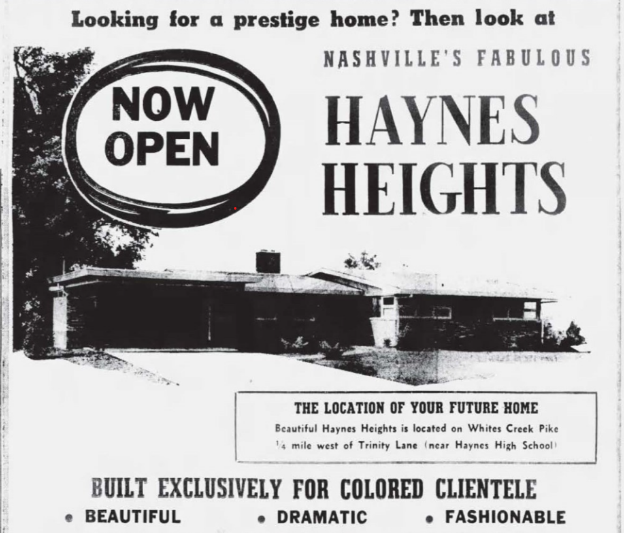 Looking for a prestige home? Then look at
NASHVILLE'S FABULOUS
NOW
OPEN
HAYNES
HEIGHTS
THE LOCATION OF YOUR FUTURE HOME
Beautiful Haynes Heights is located on Whites Creek Pike
¼ mile west of Trinity Lane (near Haynes High School)
BUILT EXCLUSIVELY FOR COLORED CLIENTELE
• BEAUTIFUL • DRAMATIC • FASHIONABLE